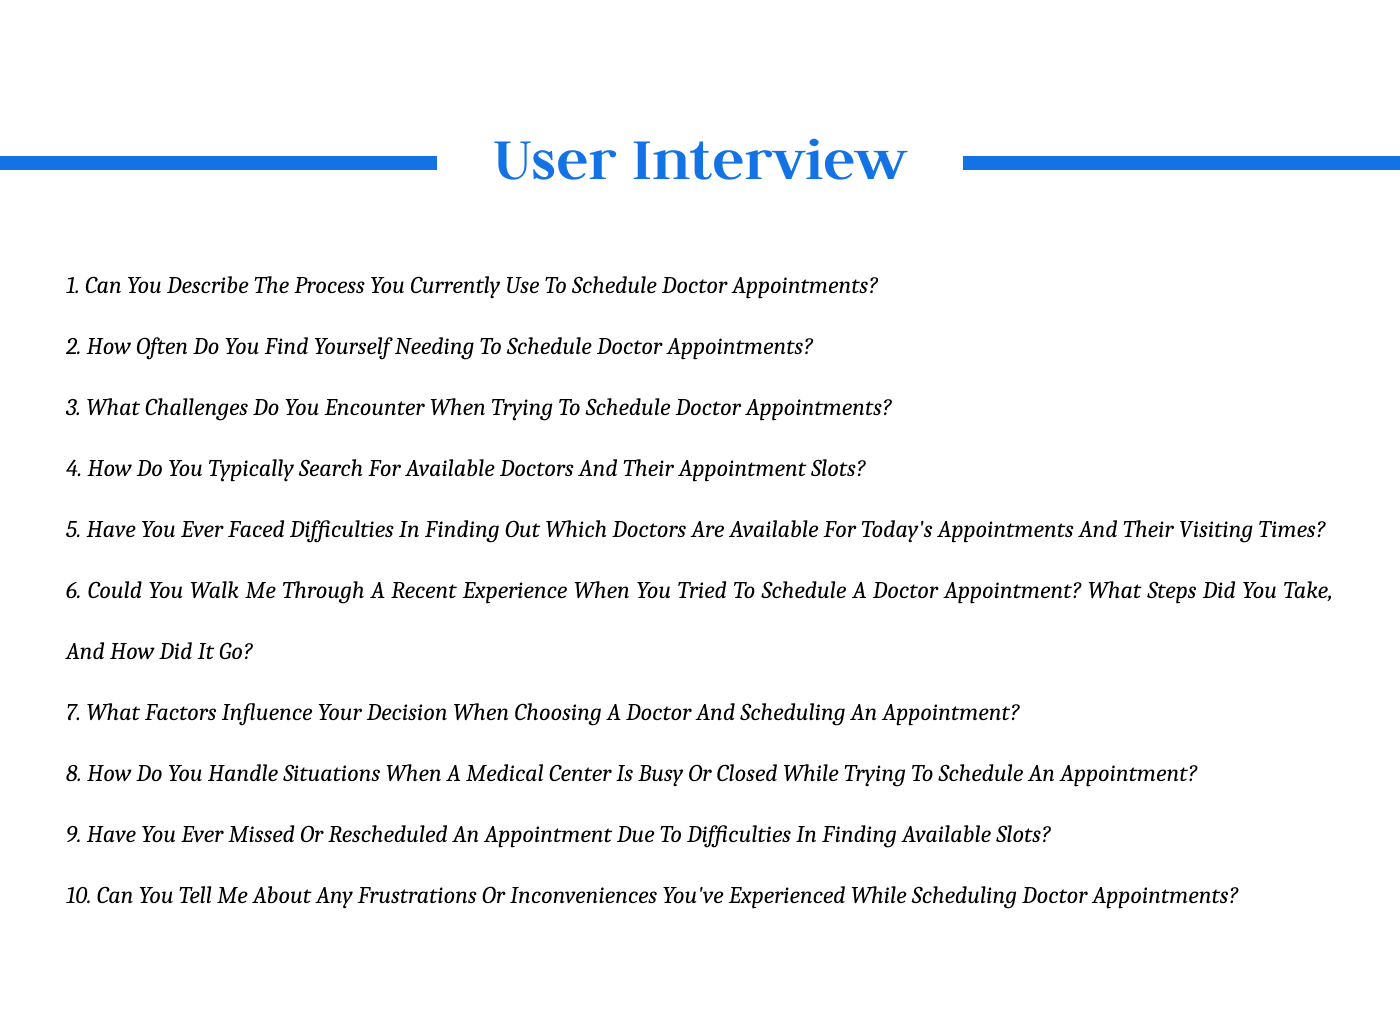 User Interview
1. Can You Describe The Process You Currently Use To Schedule Doctor Appointments?
2. How Often Do You Find Yourself Needing To Schedule Doctor Appointments?
3. What Challenges Do You Encounter When Trying To Schedule Doctor Appointments?
4. How Do You Typically Search For Available Doctors And Their Appointment Slots?
5. Have You Ever Faced Difficulties In Finding Out Which Doctors Are Available For Today's Appointments And Their Visiting Times?
6. Could You Walk Me Through A Recent Experience When You Tried To Schedule A Doctor Appointment? What Steps Did You Take,
And How Did It Go?
7. What Factors Influence Your Decision When Choosing A Doctor And Scheduling An Appointment?
8. How Do You Handle Situations When A Medical Center Is Busy Or Closed While Trying To Schedule An Appointment?
9. Have You Ever Missed Or Rescheduled An Appointment Due To Difficulties In Finding Available Slots?
10. Can You Tell Me About Any Frustrations Or Inconveniences You've Experienced While Scheduling Doctor Appointments?